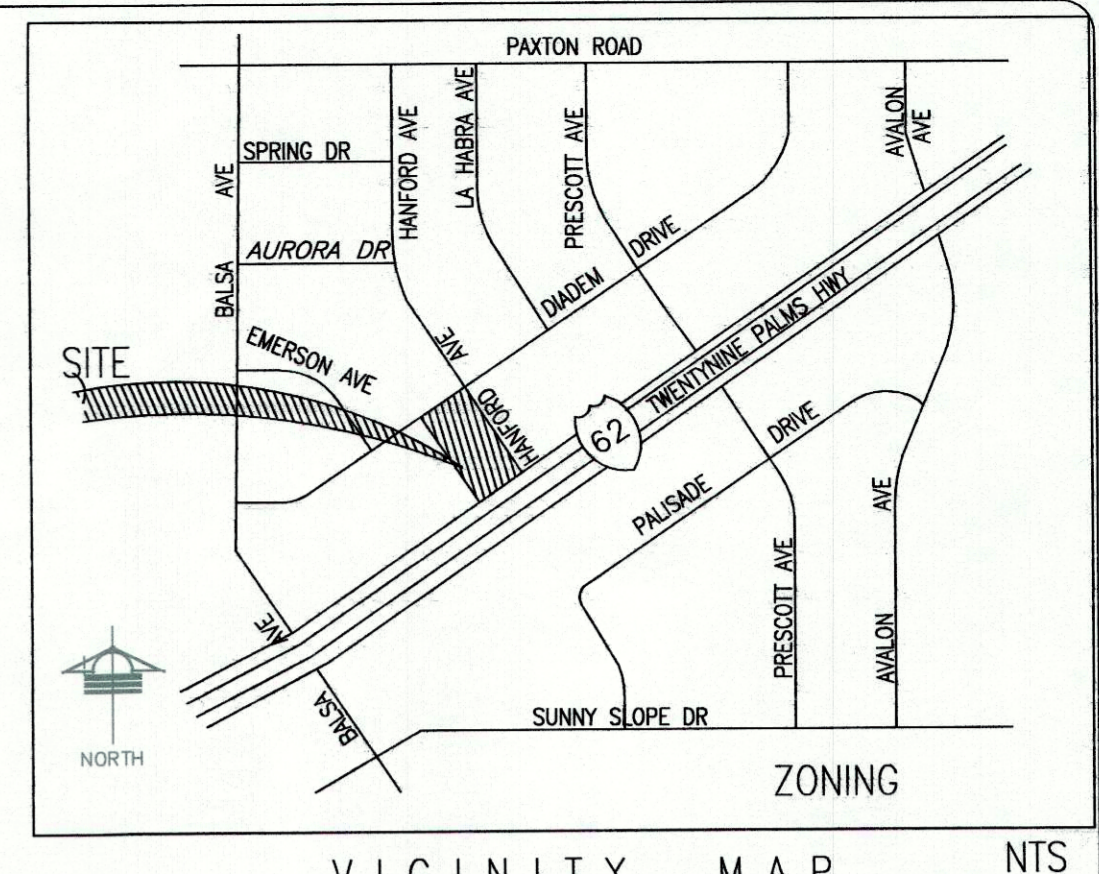 PAXTON ROAD
SPRING DR
HANFORD AVE
LA HABRA AVE
PRESCOTT AVE
AVALON AVE
BALSA AVE
AURORA DR
DIADEM DRIVE
EMERSON AVE
AVE
HANFORD
SITE
TWENTYNINE PALMS HWY
62
PALISADE DRIVE
AVE
PRESCOTT AVE
AVALON
AVE
BALSA
NORTH
SUNNY SLOPE DR
ZONING
NTS
VICINITY MAP